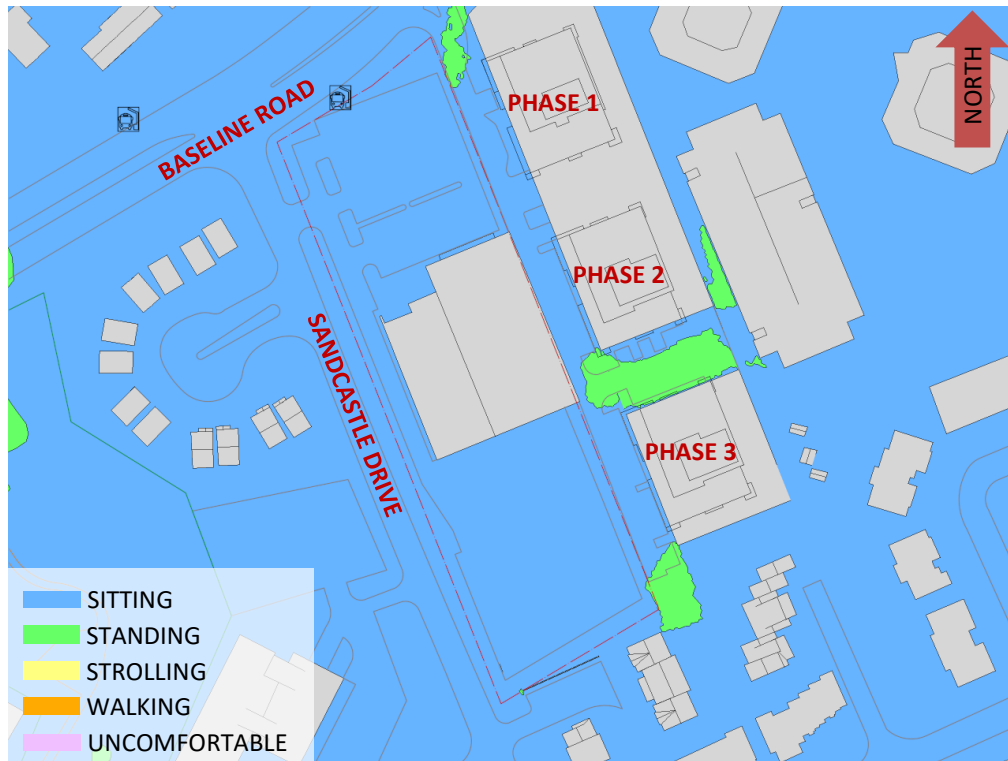 NORTH
PHASE 1
BASELINE ROAD
PHASE 2
SANDCASTLE DRIVE
PHASE 3
SITTING
STANDING
STROLLING
WALKING
UNCOMFORTABLE